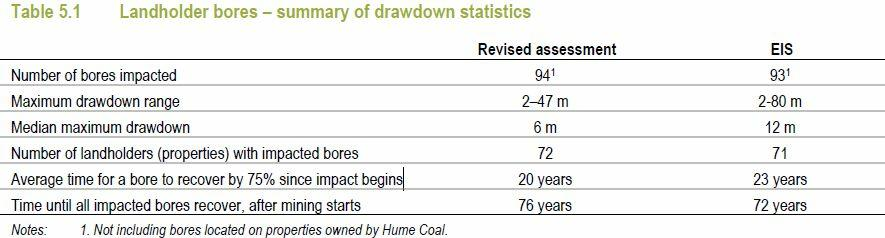 Table 5.1 Landholder bores – summary of drawdown statistics
Revised assessment EIS
Number of bores impacted 94¹ 93¹
Maximum drawdown range 2–47 m 2-80 m
Median maximum drawdown 6 m 12 m
Number of landholders (properties) with impacted bores 72 71
Average time for a bore to recover by 75% since impact begins 20 years 23 years
Time until all impacted bores recover, after mining starts 76 years 72 years
Notes: 1. Not including bores located on properties owned by Hume Coal.